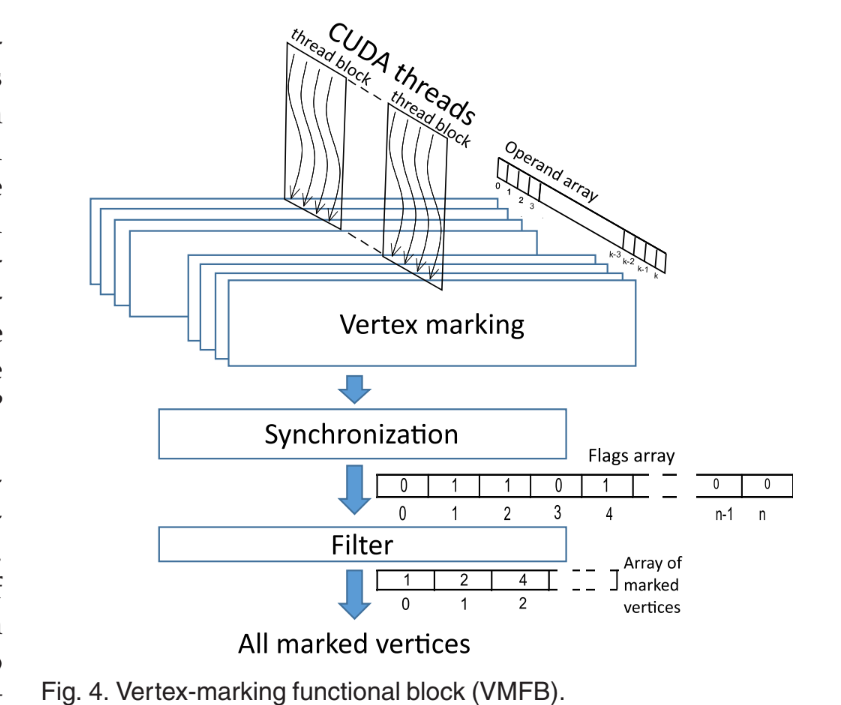 CUDA threads
thread block
thread block
Operand array
0 1 2 3
k-3 k-2 k-1 k
Vertex marking
Synchronization
Flags array
0 1 1 0 1 0 0
0 1 2 3 4 n-1 n
Filter
1 2 4
0 1 2
Array of
marked
vertices
All marked vertices
Fig. 4. Vertex-marking functional block (VMFB).